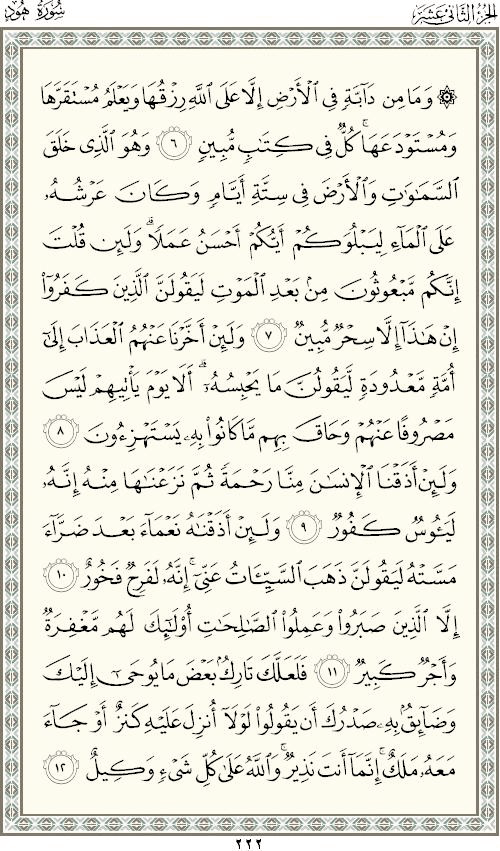 الجزء الثاني عشر
سورة هود
۞ وَمَا مِن دَآبَّةٖ فِي ٱلۡأَرۡضِ إِلَّا عَلَى ٱللَّهِ رِزۡقُهَا وَيَعۡلَمُ مُسۡتَقَرَّهَا
وَمُسۡتَوۡدَعَهَاۚ كُلّٞ فِي كِتَٰبٖ مُّبِينٖ ٦ وَهُوَ ٱلَّذِي خَلَقَ
ٱلسَّمَٰوَٰتِ وَٱلۡأَرۡضَ فِي سِتَّةِ أَيَّامٖ وَكَانَ عَرۡشُهُۥ
عَلَى ٱلۡمَآءِ لِيَبۡلُوَكُمۡ أَيُّكُمۡ أَحۡسَنُ عَمَلٗاۗ وَلَئِن قُلۡتَ
إِنَّكُم مَّبۡعُوثُونَ مِنۢ بَعۡدِ ٱلۡمَوۡتِ لَيَقُولَنَّ ٱلَّذِينَ كَفَرُوٓاْ
إِنۡ هَٰذَآ إِلَّا سِحۡرٞ مُّبِينٞ ٧ وَلَئِنۡ أَخَّرۡنَا عَنۡهُمُ ٱلۡعَذَابَ إِلَىٰٓ
أُمَّةٖ مَّعۡدُودَةٖ لَّيَقُولُنَّ مَا يَحۡبِسُهُۥٓۗ أَلَا يَوۡمَ يَأۡتِيهِمۡ لَيۡسَ
مَصۡرُوفًا عَنۡهُمۡ وَحَاقَ بِهِم مَّا كَانُواْ بِهِۦ يَسۡتَهۡزِءُونَ ٨
وَلَئِنۡ أَذَقۡنَا ٱلۡإِنسَٰنَ مِنَّا رَحۡمَةٗ ثُمَّ نَزَعۡنَٰهَا مِنۡهُ إِنَّهُۥ
لَيَـُٔوسٞ كَفُورٞ ٩ وَلَئِنۡ أَذَقۡنَٰهُ نَعۡمَآءَ بَعۡدَ ضَرَّآءَ
مَسَّتۡهُ لَيَقُولَنَّ ذَهَبَ ٱلسَّيِّـَٔاتُ عَنِّيٓۚ إِنَّهُۥ لَفَرِحٞ فَخُورٌ ١٠
إِلَّا ٱلَّذِينَ صَبَرُواْ وَعَمِلُواْ ٱلصَّٰلِحَٰتِ أُوْلَٰٓئِكَ لَهُم مَّغۡفِرَةٞ
وَأَجۡرٞ كَبِيرٞ ١١ فَلَعَلَّكَ تَارِكُۢ بَعۡضَ مَا يُوحَىٰٓ إِلَيۡكَ
وَضَآئِقُۢ بِهِۦ صَدۡرُكَ أَن يَقُولُواْ لَوۡلَآ أُنزِلَ عَلَيۡهِ كَنزٌ أَوۡ جَآءَ
مَعَهُۥ مَلَكٌۚ إِنَّمَآ أَنتَ نَذِيرٞۚ وَٱللَّهُ عَلَىٰ كُلِّ شَيۡءٖ وَكِيلٌ ١٢
٢٢٢